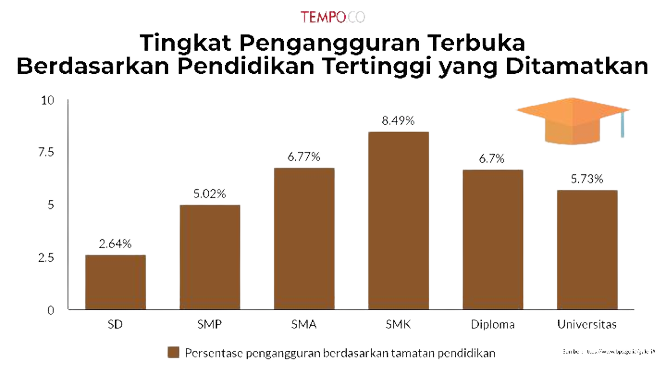 TEMPO.CO
Tingkat Pengangguran Terbuka
Berdasarkan Pendidikan Tertinggi yang Ditamatkan
10
7.5
5
2.5
0
2.64%
5.02%
6.77%
8.49%
6.7%
5.73%
SD
SMP
SMA
SMK
Diploma
Universitas
Persentase pengangguran berdasarkan tamatan pendidikan